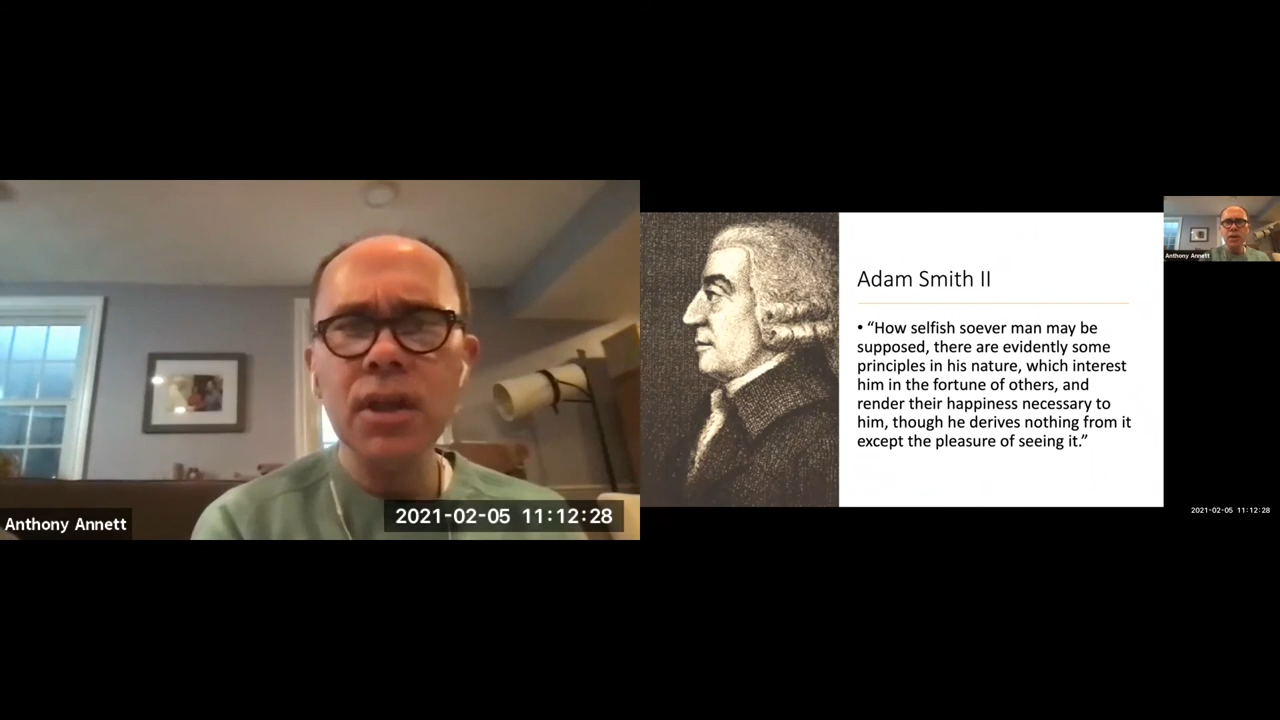 Anthony Annett
2021-02-05 11:12:28
Adam Smith II
• “How selfish soever man may be
supposed, there are evidently some
principles in his nature, which interest
him in the fortune of others, and
render their happiness necessary to
him, though he derives nothing from it
except the pleasure of seeing it.”
Anthony Annett
2021-02-05 11:12:28